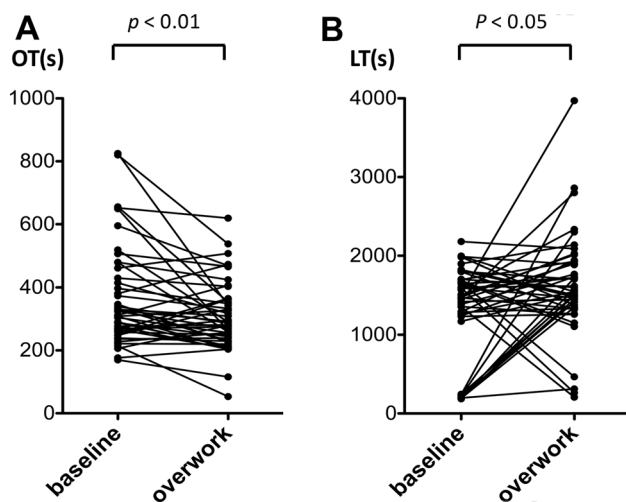 A
p < 0.01
OT(s)
1000
800
600
400
200
0
baseline
overwork
B
P < 0.05
LT(s)
4000
3000
2000
1000
0
baseline
overwork